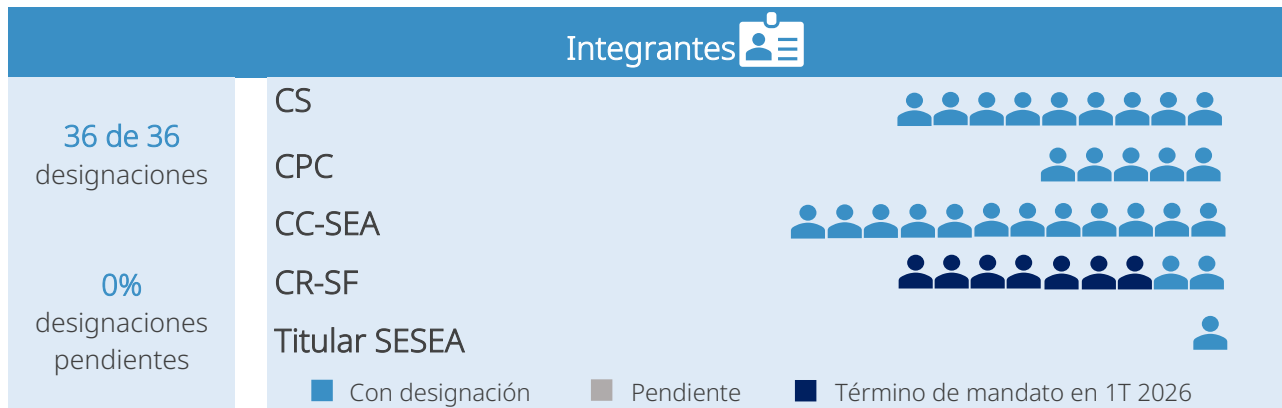 Integrantes
36 de 36
designaciones
0%
designaciones
pendientes
CS
CPC
CC-SEA
CR-SF
Titular SESEA
Con designación
Pendiente
Término de mandato en 1T 2026